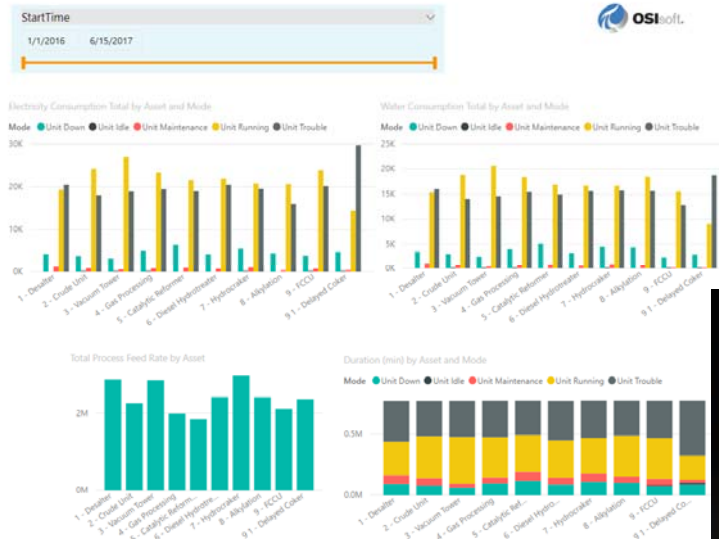 StartTime
OSIsoft.
1/1/2016 6/15/2017
Electricity Consumption Total by Asset and Mode
Mode Unit Down Unit Idle Unit Maintenance Unit Running Unit Trouble
30K
20K
10K
0K
1 - Desalter
2 - Crude Unit
3 - Vacuum Tower
4 - Gas Processing
5 - Catalytic Reformer
6 - Diesel Hydrotreater
7 - Hydrocraker
8 - Alkylation
9 - FCCU
9 1 - Delayed Coker
Water Consumption Total by Asset and Mode
Mode Unit Down Unit Idle Unit Maintenance Unit Running Unit Trouble
25K
20K
15K
10K
5K
0K
1 - Desalter
2 - Crude Unit
3 - Vacuum Tower
4 - Gas Processing
5 - Catalytic Reformer
6 - Diesel Hydrotreater
7 - Hydrocraker
8 - Alkylation
9 - FCCU
9 1 - Delayed Coker
Total Process Feed Rate by Asset
2M
0M
1 - Desalter
2 - Crude Unit
3 - Vacuum Tower
4 - Gas Processing
5 - Catalytic Reform...
6 - Diesel Hydrotre...
7 - Hydrocraker
8 - Alkylation
9 - FCCU
9 1 - Delayed Coker
Duration (min) by Asset and Mode
Mode Unit Down Unit Idle Unit Maintenance Unit Running Unit Trouble
0.5M
0.0M
1 - Desalter
2 - Crude Unit
3 - Vacuum Tower
4 - Gas Processing
5 - Catalytic Ref...
6 - Diesel Hydro...
7 - Hydrocraker
8 - Alkylation
9 - FCCU
9 1 - Delayed Co...